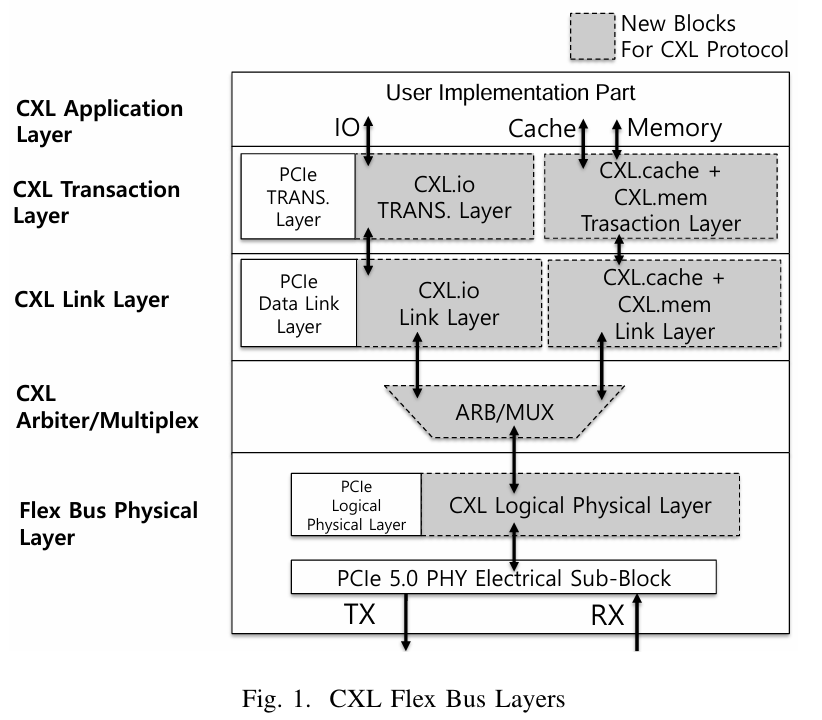 New Blocks
For CXL Protocol
CXL Application
Layer
User Implementation Part
IO
Cache
Memory
CXL Transaction
Layer
PCIe
TRANS.
Layer
CXL.io
TRANS. Layer
CXL.cache +
CXL.mem
Trasaction Layer
CXL Link Layer
PCIe
Data Link
Layer
CXL.io
Link Layer
CXL.cache +
CXL.mem
Link Layer
CXL
Arbiter/Multiplex
ARB/MUX
Flex Bus Physical
Layer
PCIe
Logical
Physical Layer
CXL Logical Physical Layer
PCIe 5.0 PHY Electrical Sub-Block
TX
RX
Fig. 1. CXL Flex Bus Layers